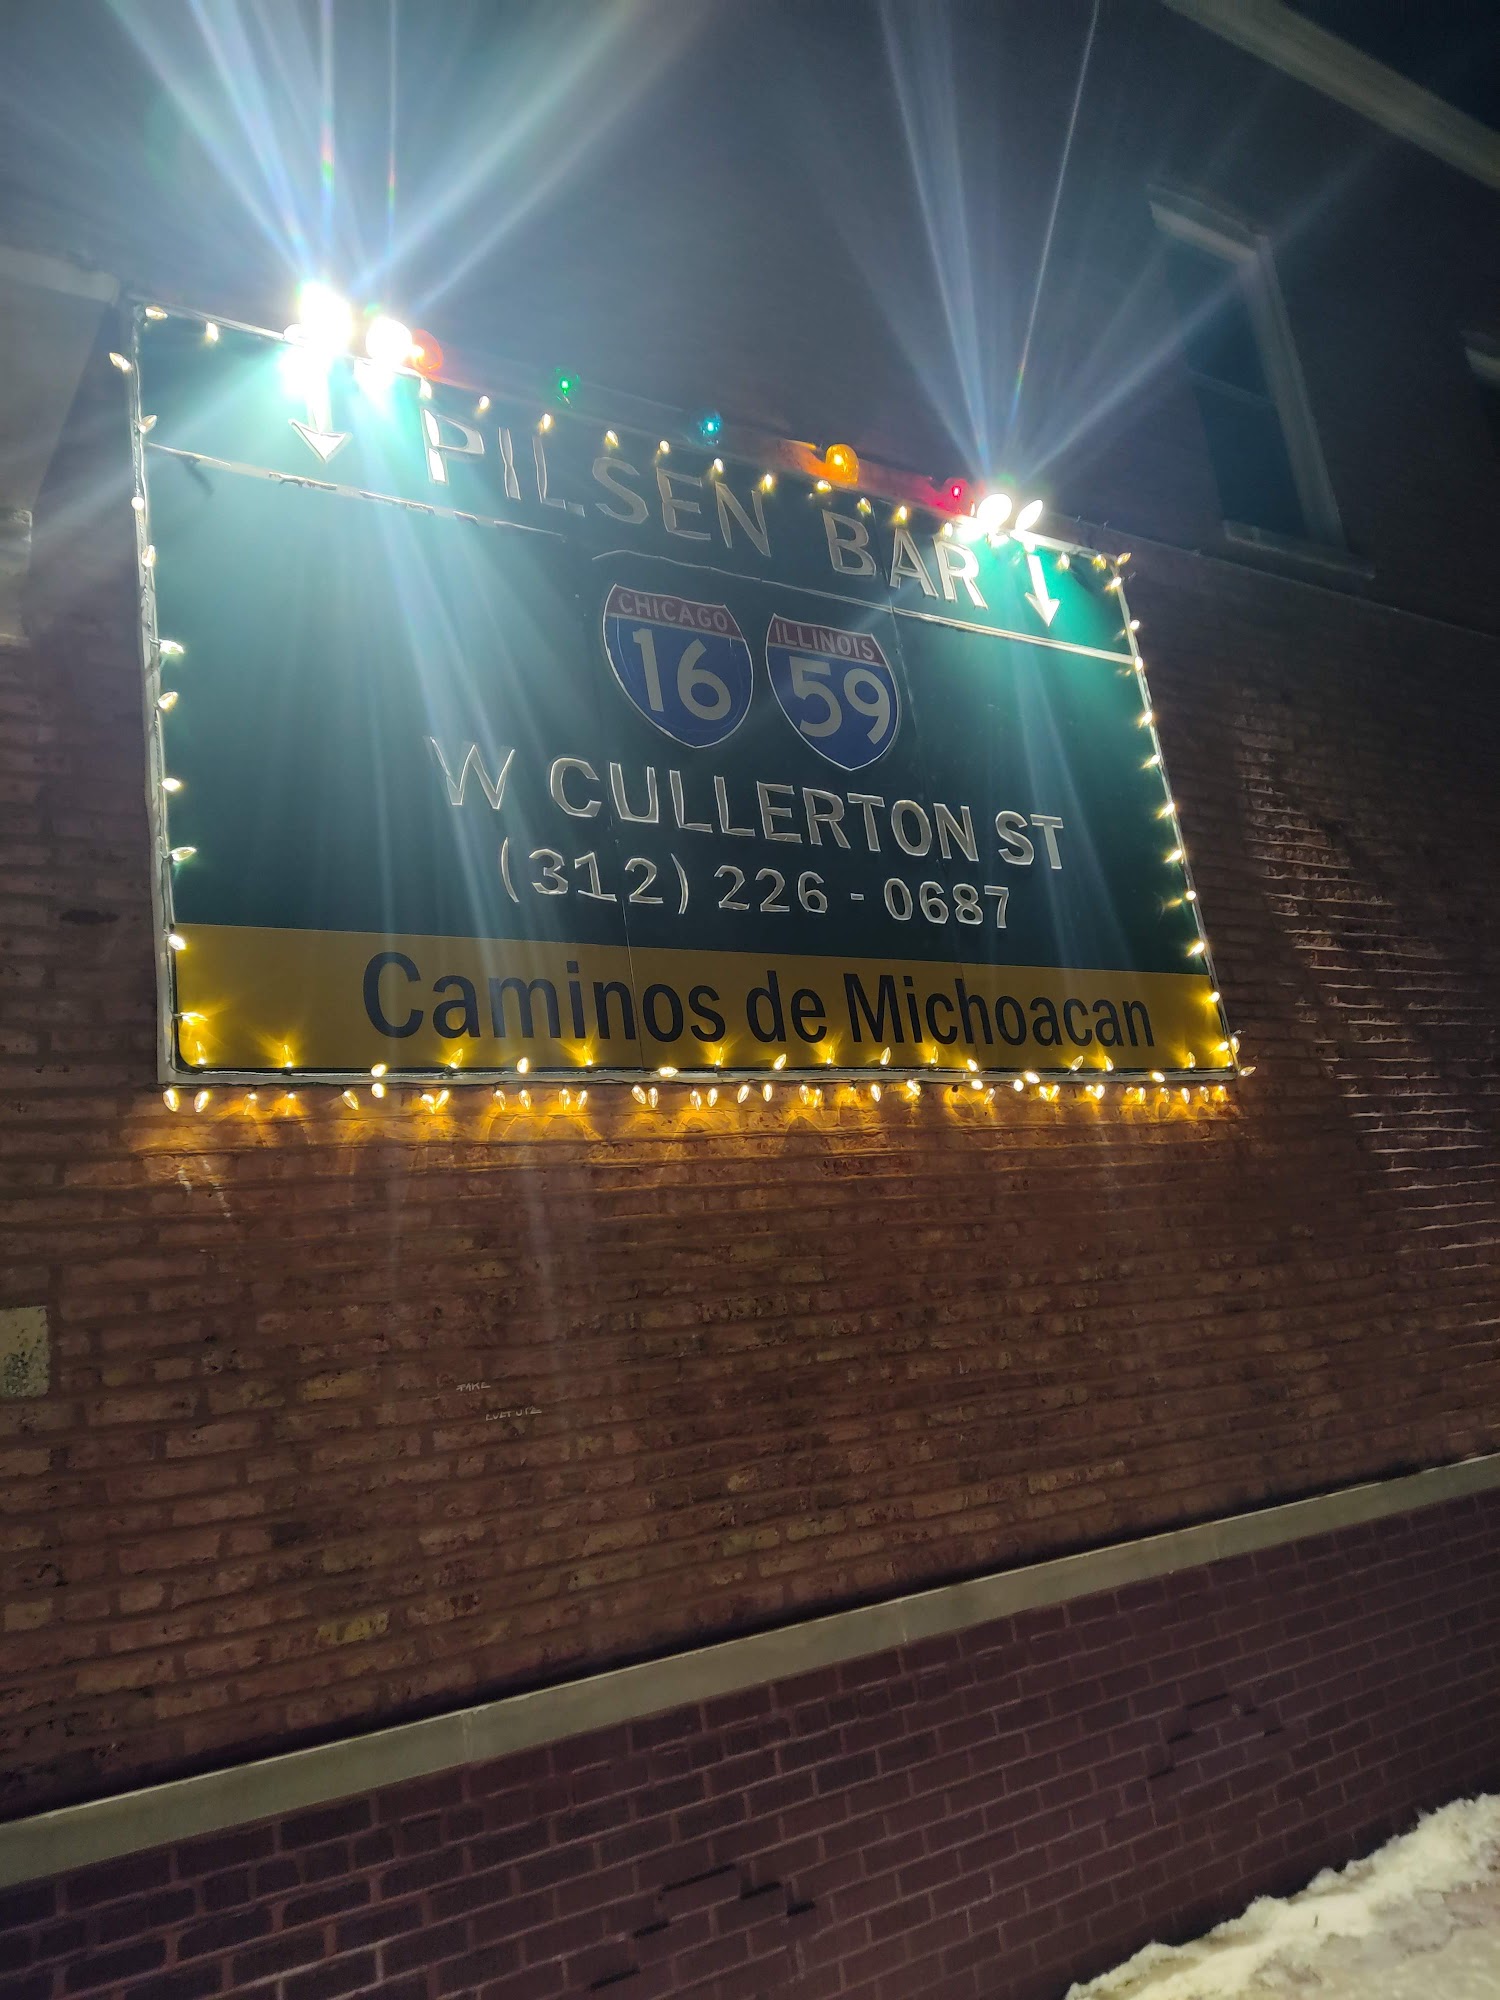 PILSEN BAR
CHICAGO ILLINOIS
16 59
W CULLERTON ST
(312) 226 - 0687
Caminos de Michoacan